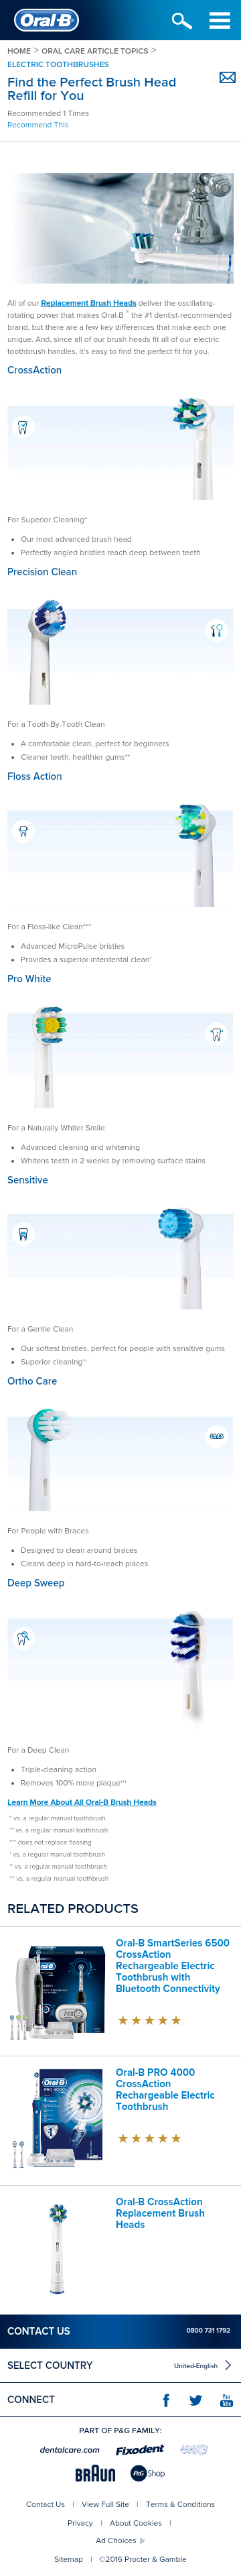 Oral-B
HOME > ORAL CARE ARTICLE TOPICS >
ELECTRIC TOOTHBRUSHES
Find the Perfect Brush Head
Refill for You
Recommended 1 Times
Recommend This
All of our Replacement Brush Heads deliver the oscillating-
rotating power that makes Oral-B ® the #1 dentist-recommended
brand, but there are a few key differences that make each one
unique. And, since all of our brush heads fit all of our electric
toothbrush handles, it's easy to find the perfect fit for you.
CrossAction
For Superior Cleaning*
Our most advanced brush head
Perfectly angled bristles reach deep between teeth
Precision Clean
For a Tooth-By-Tooth Clean
A comfortable clean, perfect for beginners
Cleaner teeth, healthier gums**
Floss Action
For a Floss-like Clean***
Advanced MicroPulse bristles
Provides a superior interdental clean⁺
Pro White
For a Naturally Whiter Smile
Advanced cleaning and whitening
Whitens teeth in 2 weeks by removing surface stains
Sensitive
For a Gentle Clean
Our softest bristles, perfect for people with sensitive gums
Superior cleaning⁺⁺
Ortho Care
For People with Braces
Designed to clean around braces
Cleans deep in hard-to-reach places
Deep Sweep
For a Deep Clean
Triple-cleaning action
Removes 100% more plaque⁺⁺⁺
Learn More About All Oral-B Brush Heads
* vs. a regular manual toothbrush
** vs. a regular manual toothbrush
*** does not replace flossing
⁺ vs. a regular manual toothbrush
⁺⁺ vs. a regular manual toothbrush
⁺⁺⁺ vs. a regular manual toothbrush
RELATED PRODUCTS
Oral-B SmartSeries 6500
CrossAction
Rechargeable Electric
Toothbrush with
Bluetooth Connectivity
Oral-B PRO 4000
CrossAction
Rechargeable Electric
Toothbrush
Oral-B CrossAction
Replacement Brush
Heads
CONTACT US 0800 731 1792
SELECT COUNTRY United-English
CONNECT
PART OF P&G FAMILY:
dentalcare.com Fixodent
BRAUN P&G Shop
Contact Us | View Full Site | Terms & Conditions
Privacy | About Cookies |
Ad Choices
Sitemap | ©2016 Procter & Gamble